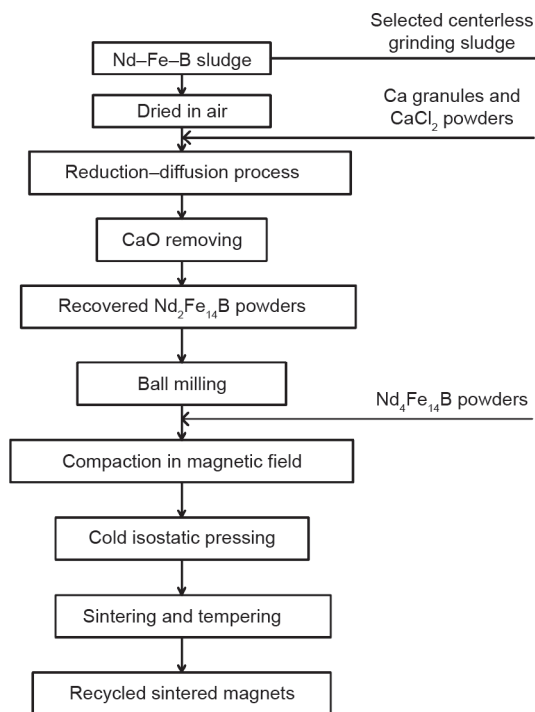 Selected centerless
grinding sludge
Nd–Fe–B sludge
Dried in air
Ca granules and
CaCl₂ powders
Reduction–diffusion process
CaO removing
Recovered Nd₂Fe₁₄B powders
Ball milling
Nd₄Fe₁₄B powders
Compaction in magnetic field
Cold isostatic pressing
Sintering and tempering
Recycled sintered magnets